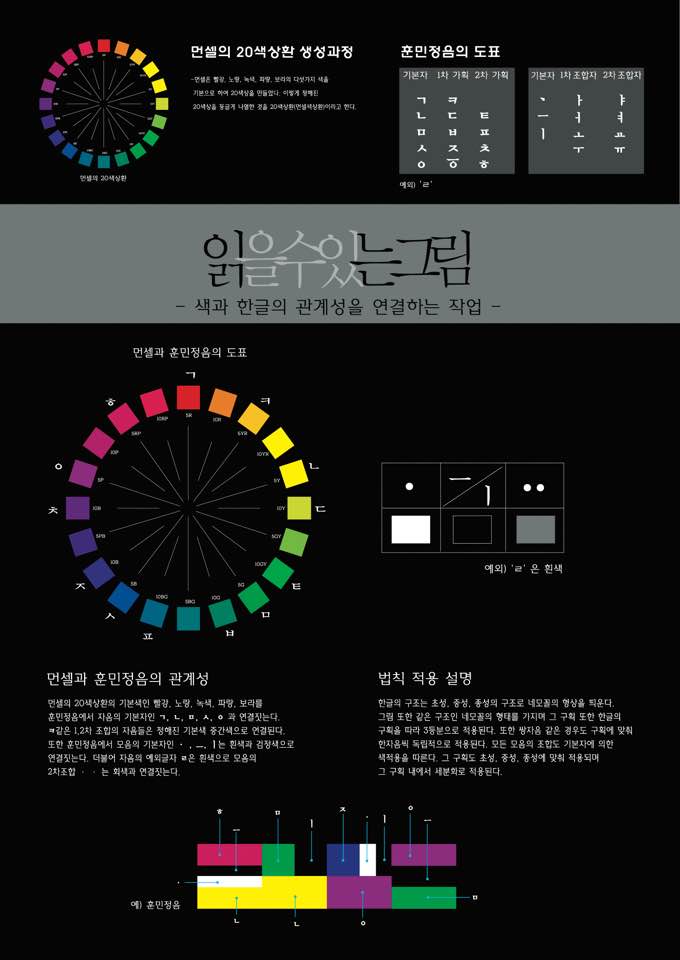 먼셀의 20색상환 생성과정
-먼셀은 빨강, 노랑, 녹색, 파랑, 보라의 다섯가지 색을
기본으로 하여 20색상을 만들었다. 이렇게 정해진
20색상을 둥글게 나열한 것을 20색상환(먼셀색상환)이라고 한다.
먼셀의 20색상환
훈민정음의 도표
기본자 1차 가획 2차 가획
ㄱ ㅋ
ㄴ ㄷ ㅌ
ㅁ ㅂ ㅍ
ㅅ ㅈ ㅊ
ㅇ ㆆ ㅎ
기본자 1차 조합자 2차 조합자
· ㅏ ㅑ
ㅡ ㅓ ㅕ
ㅣ ㅗ ㅛ
ㅜ ㅠ
예외) 'ㄹ'
읽을수있는그림
- 색과 한글의 관계성을 연결하는 작업 -
먼셀과 훈민정음의 도표
ㄱ
ㅋ
ㄴ
ㄷ
ㅌ
ㅁ
ㅂ
ㅍ
ㅅ
ㅈ
ㅊ
ㅇ
ㅎ
5R
10R
5YR
10YR
5Y
10Y
5GY
10GY
5G
10G
5BG
10BG
5B
10B
5PB
5P
10P
5RP
10RP
· ㅡ ㅣ ··
예외) 'ㄹ' 은 흰색
먼셀과 훈민정음의 관계성
먼셀의 20색상환의 기본색인 빨강, 노랑, 녹색, 파랑, 보라를
훈민정음에서 자음의 기본자인 ㄱ, ㄴ, ㅁ, ㅅ, ㅇ 과 연결짓는다.
ㅋ같은 1,2차 조합의 자음들은 정해진 기본색 중간색으로 연결된다.
또한 훈민정음에서 모음의 기본자인 · , ㅡ, ㅣ는 흰색과 검정색으로
연결짓는다. 더불어 자음의 예외글자 ㄹ은 흰색으로 모음의
2차조합 · · 는 회색과 연결짓는다.
법칙 적용 설명
한글의 구조는 초성, 중성, 종성의 구조로 네모꼴의 형상을 띄운다.
그림 또한 같은 구조인 네모꼴의 형태를 가지며 그 구획 또한 한글의
구획을 따라 3등분으로 적용된다. 또한 쌍자음 같은 경우도 구획에 맞춰
한자음씩 독립적으로 적용된다. 모든 모음의 조합도 기본자에 의한
색적용을 따른다. 그 구획도 초성, 중성, 종성에 맞춰 적용되며
그 구획 내에서 세분화로 적용된다.
ㅎ ㅡ ㅁ ㅣ ㅈ · ㅣ ㅇ ㅡ
·
예) 훈민정음
ㄴ ㄴ ㅇ ㅁ